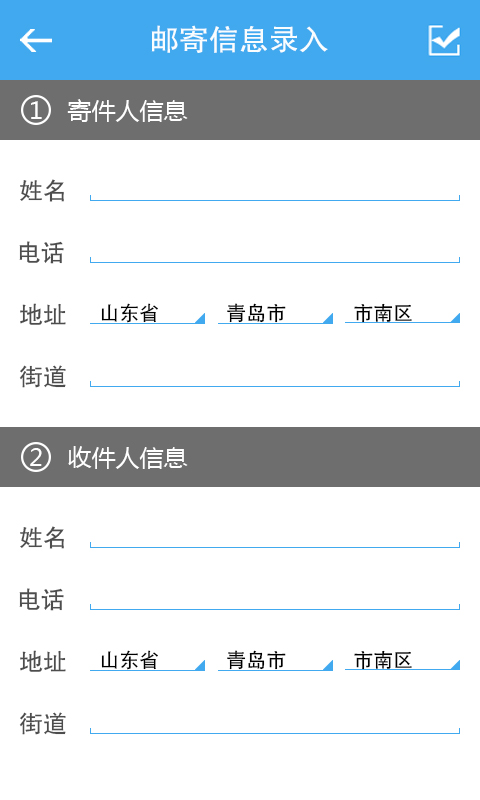 邮寄信息录入
① 寄件人信息
姓名
电话
地址 山东省 青岛市 市南区
街道
② 收件人信息
姓名
电话
地址 山东省 青岛市 市南区
街道